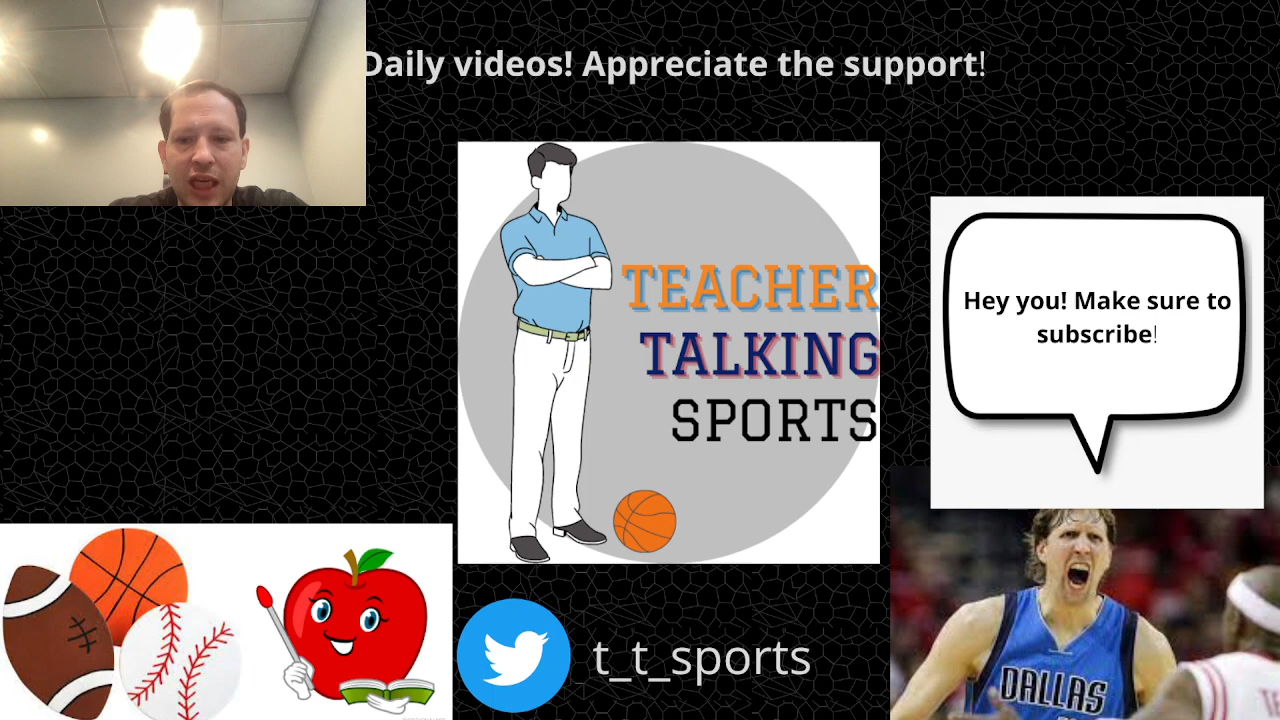 Daily videos! Appreciate the support!
TEACHER
TALKING
SPORTS
Hey you! Make sure to
subscribe!
t_t_sports
DALLAS